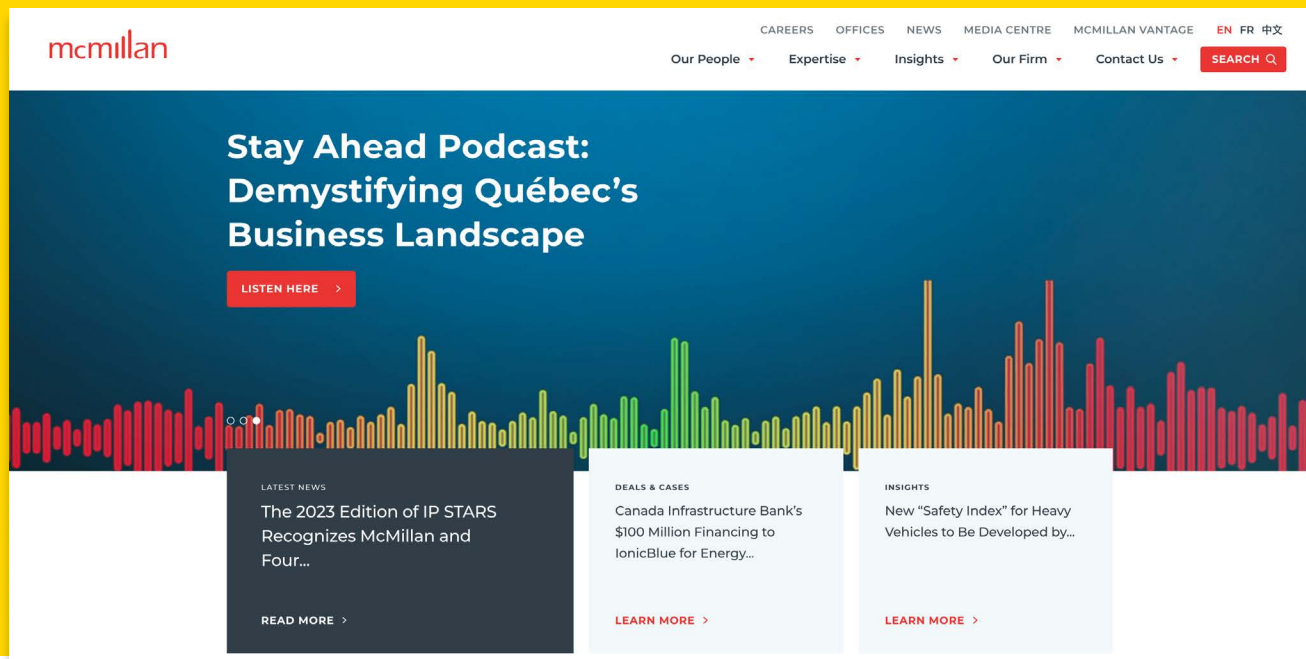 mcmillan
CAREERS OFFICES NEWS MEDIA CENTRE MCMILLAN VANTAGE EN FR 中文
Our People Expertise Insights Our Firm Contact Us SEARCH
Stay Ahead Podcast:
Demystifying Québec’s
Business Landscape
LISTEN HERE >
LATEST NEWS
The 2023 Edition of IP STARS
Recognizes McMillan and
Four...
READ MORE >
DEALS & CASES
Canada Infrastructure Bank’s
$100 Million Financing to
IonicBlue for Energy...
LEARN MORE >
INSIGHTS
New “Safety Index” for Heavy
Vehicles to Be Developed by...
LEARN MORE >